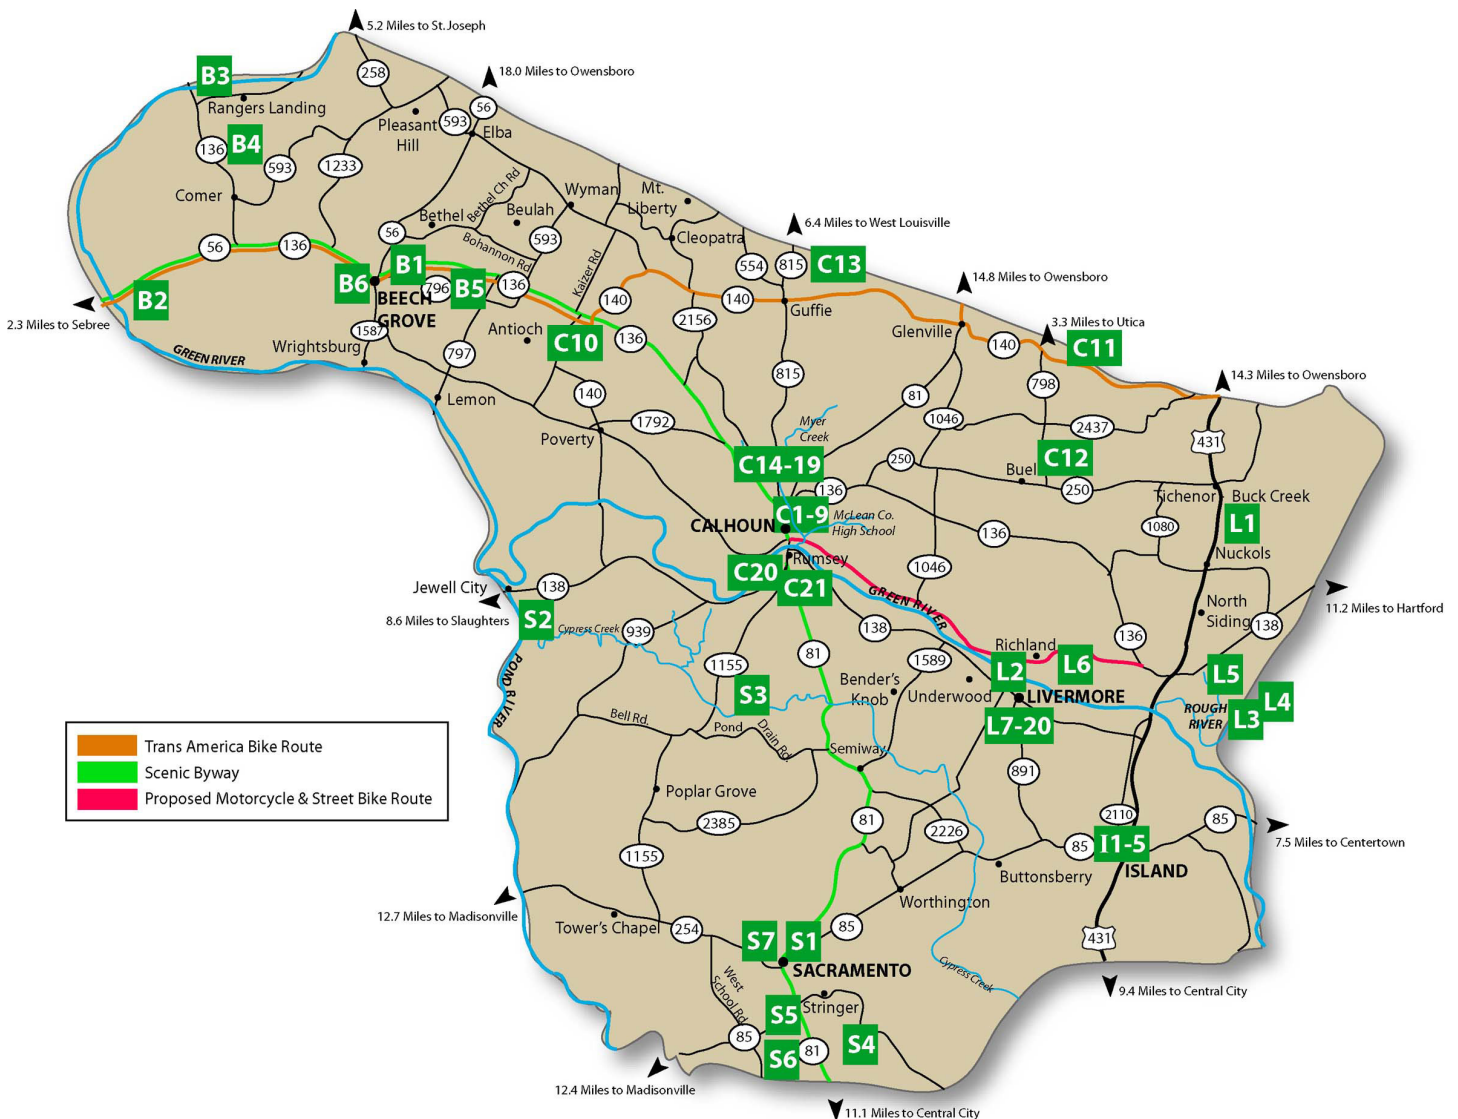 5.2 Miles to St. Joseph
258
18.0 Miles to Owensboro
B3
Rangers Landing
56
593
Elba
Pleasant
Hill
136
B4
593
1233
Comer
Bethel Ch Rd
Wyman
Mt.
Liberty
Bethel
Beulah
56
Bohannon Rd
593
Kaizer Rd
Cleopatra
6.4 Miles to West Louisville
554
815
C13
56
136
B1
B6
BEECH
GROVE
796
B5
136
B2
2.3 Miles to Sebree
140
140
Guffie
14.8 Miles to Owensboro
Glenville
3.3 Miles to Utica
140
C11
1587
Wrightsburg
GREEN RIVER
Antioch
C10
136
2156
797
815
798
14.3 Miles to Owensboro
Lemon
140
81
1046
2437
431
Poverty
1792
Myer
Creek
C14-19
250
Buel
C12
250
Tichenor
Buck Creek
136
C1-9
McLean Co.
High School
CALHOUN
136
1080
L1
Nuckols
Rumsey
C20
C21
1046
GREEN RIVER
Jewell City
138
8.6 Miles to Slaughters
S2
Cypress Creek
939
138
11.2 Miles to Hartford
North
Siding
138
136
Richland
81
1155
S3
1589
Bender's
Knob
Underwood
L2
L6
LIVERMORE
L7-20
L5
L4
L3
ROUGH
RIVER
POND RIVER
Bell Rd.
Pond
Drain Rd.
Semiway
Trans America Bike Route
Scenic Byway
Proposed Motorcycle & Street Bike Route
891
Poplar Grove
2385
81
2226
2110
85
85
I1-5
ISLAND
7.5 Miles to Centertown
1155
Buttonsberry
Worthington
12.7 Miles to Madisonville
Tower's Chapel
254
S7
S1
85
431
SACRAMENTO
Cypress Creek
West
School Rd.
Stringer
9.4 Miles to Central City
S5
85
S6
81
S4
12.4 Miles to Madisonville
11.1 Miles to Central City